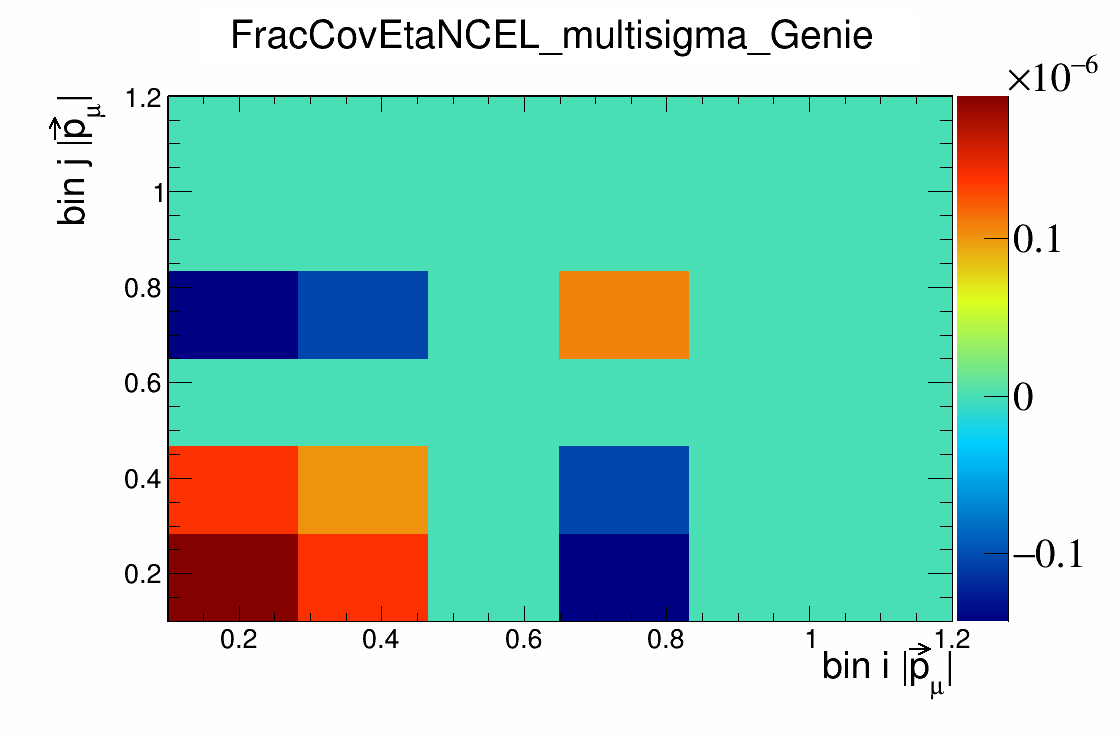 FracCovEtaNCEL_multisigma_Genie
×10⁻⁶
bin j |p⃗μ|
1.2
1
0.8
0.6
0.4
0.2
0.1
0
−0.1
0.2 0.4 0.6 0.8 1 1.2
bin i |p⃗μ|